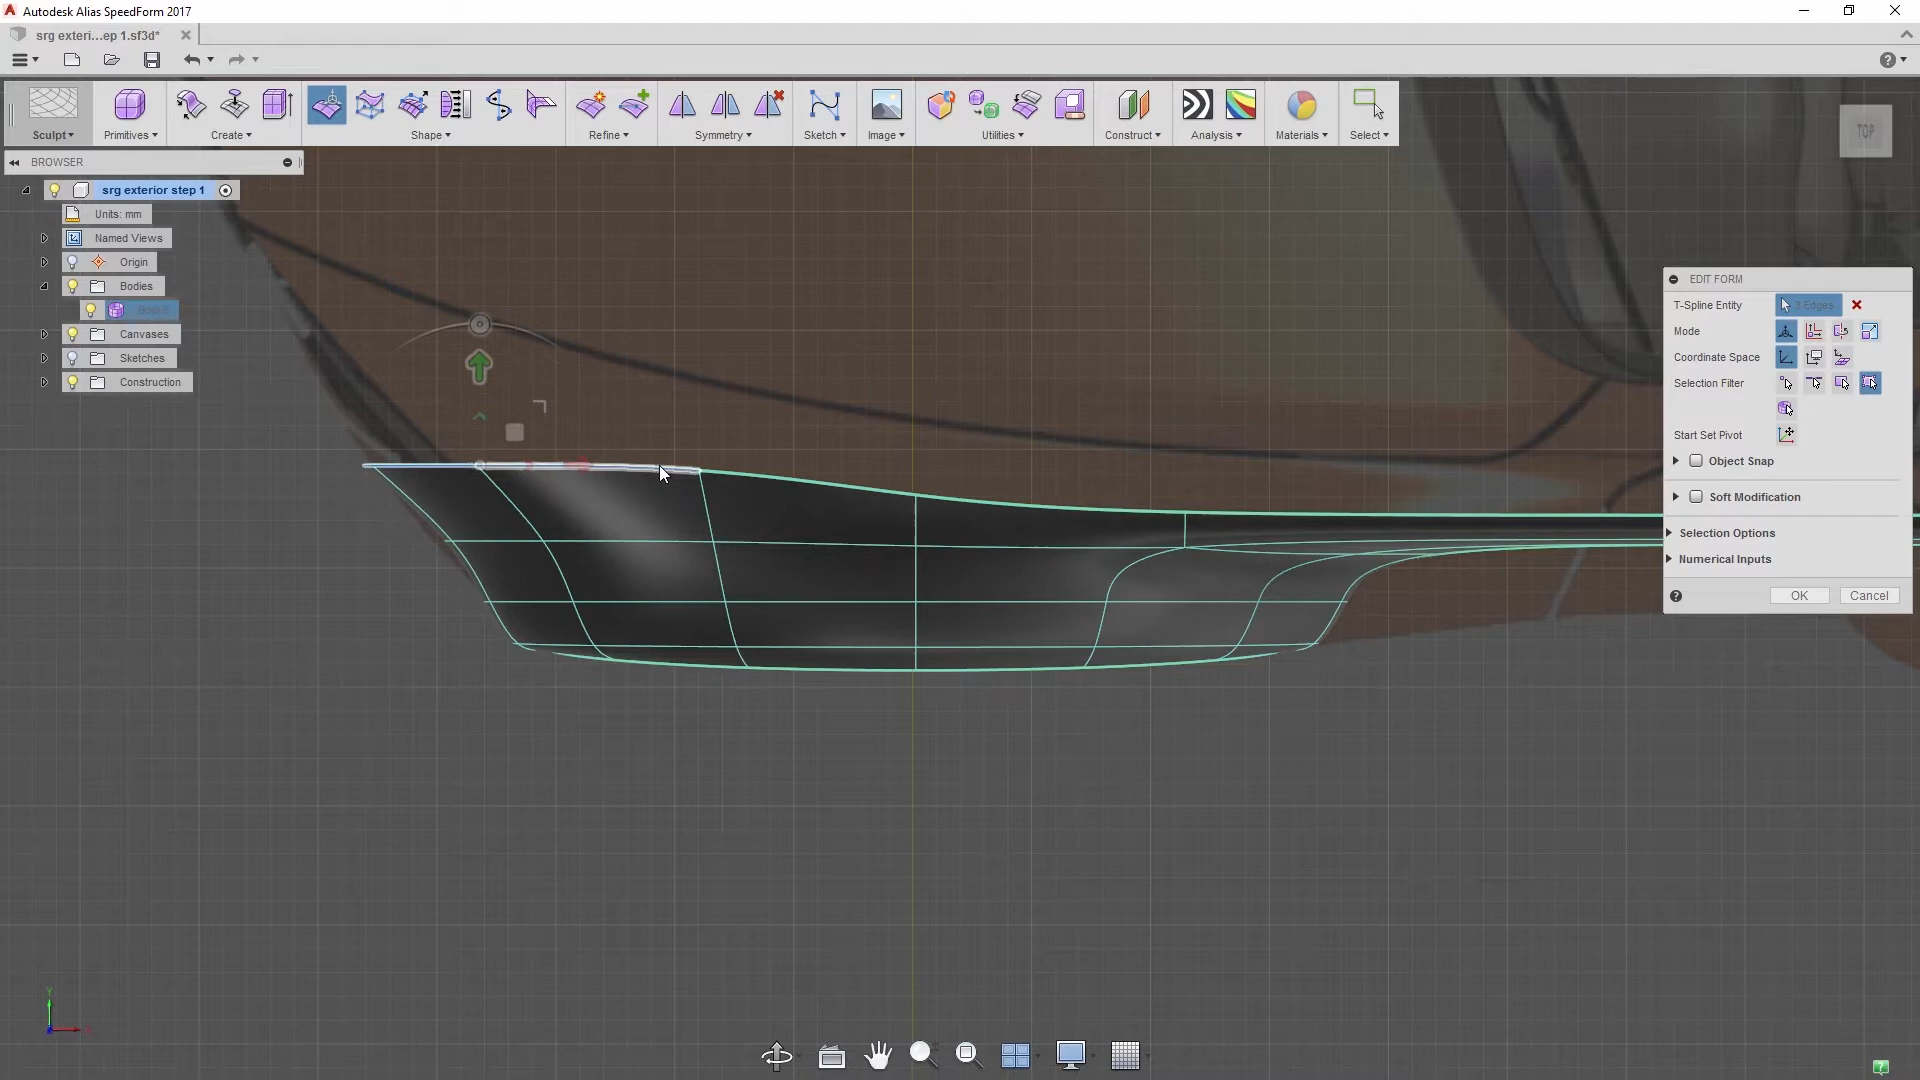 Autodesk Alias SpeedForm 2017
srg exteri...ep 1.sf3d*
Sculpt
Primitives
Create
Shape
Refine
Symmetry
Sketch
Image
Utilities
Construct
Analysis
Materials
Select
TOP
BROWSER
srg exterior step 1
Units: mm
Named Views
Origin
Bodies
Canvases
Sketches
Construction
EDIT FORM
T-Spline Entity
3 Edges
Mode
Coordinate Space
Selection Filter
Start Set Pivot
Object Snap
Soft Modification
Selection Options
Numerical Inputs
OK
Cancel
Y